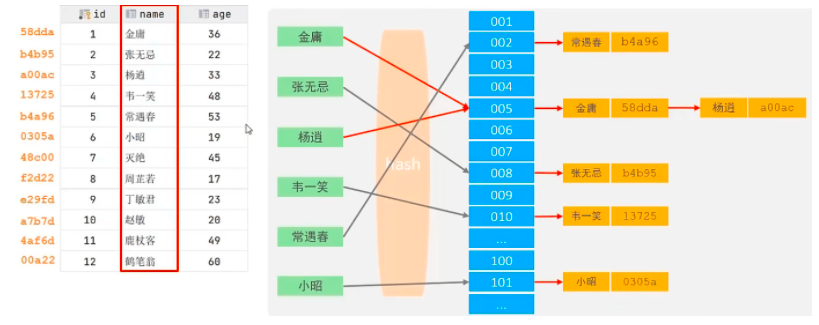 id name age
58dda 1 金庸 36
b4b95 2 张无忌 22
a00ac 3 杨逍 33
13725 4 韦一笑 48
b4a96 5 常遇春 53
0305a 6 小昭 19
48c00 7 灭绝 45
f2d22 8 周芷若 17
e29fd 9 丁敏君 23
a7b7d 10 赵敏 20
4af6d 11 鹿杖客 49
00a22 12 鹤笔翁 60
金庸
张无忌
杨逍
韦一笑
常遇春
小昭
hash
001
002 常遇春 b4a96
003
004
005 金庸 58dda 杨逍 a00ac
006
007
008 张无忌 b4b95
009
010 韦一笑 13725
...
100
101 小昭 0305a
...